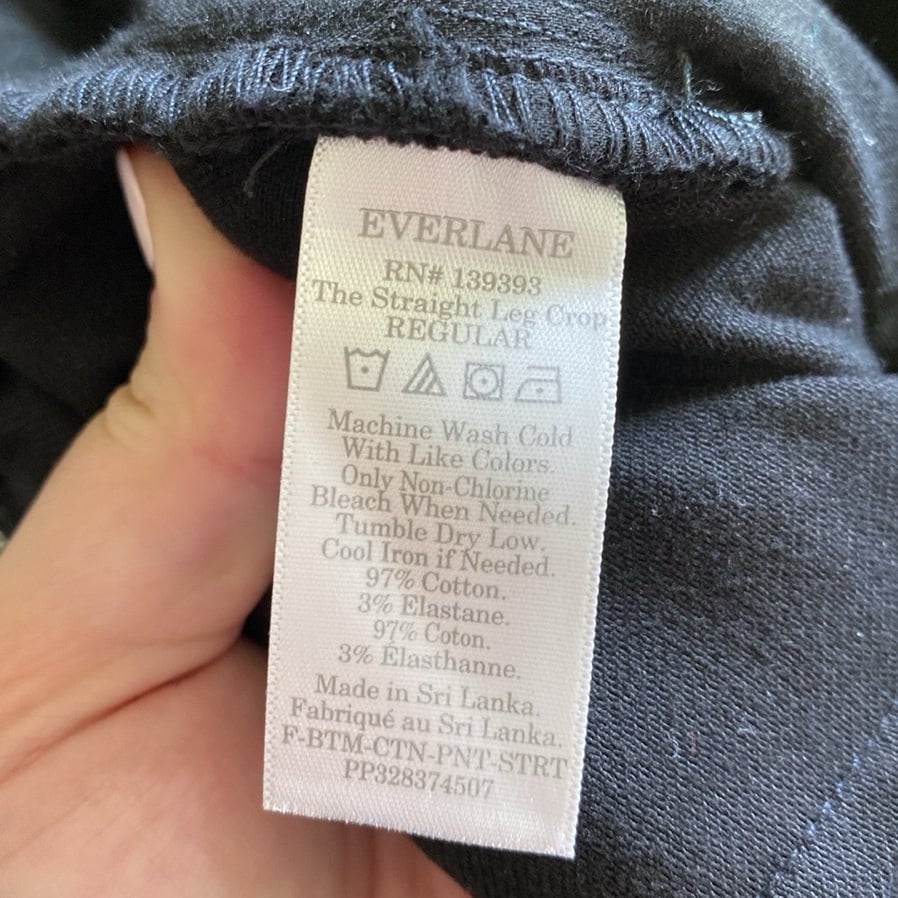 EVERLANE
RN# 139393
The Straight Leg Crop
REGULAR
Machine Wash Cold
With Like Colors.
Only Non-Chlorine
Bleach When Needed.
Tumble Dry Low.
Cool Iron if Needed.
97% Cotton.
3% Elastane.
97% Coton.
3% Élasthanne.
Made in Sri Lanka.
Fabriqué au Sri Lanka.
F-BTM-CTN-PNT-STRT
PP328374507